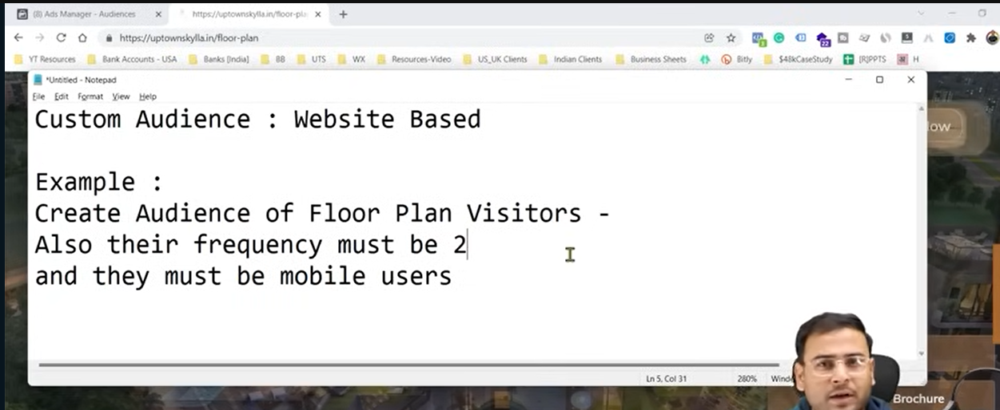 (8) Ads Manager - Audiences
https://uptownskylla.in/floor-pla
https://uptownskylla.in/floor-plan
YT Resources Bank Accounts - USA Banks [India] BB UTS WX Resources-Video US_UK Clients Indian Clients Business Sheets Bitly $48kCaseStudy [R]PPTS H
*Untitled - Notepad
File Edit Format View Help
Custom Audience : Website Based
Example :
Create Audience of Floor Plan Visitors -
Also their frequency must be 2
and they must be mobile users
Ln 5, Col 31 280% Wind
Brochure